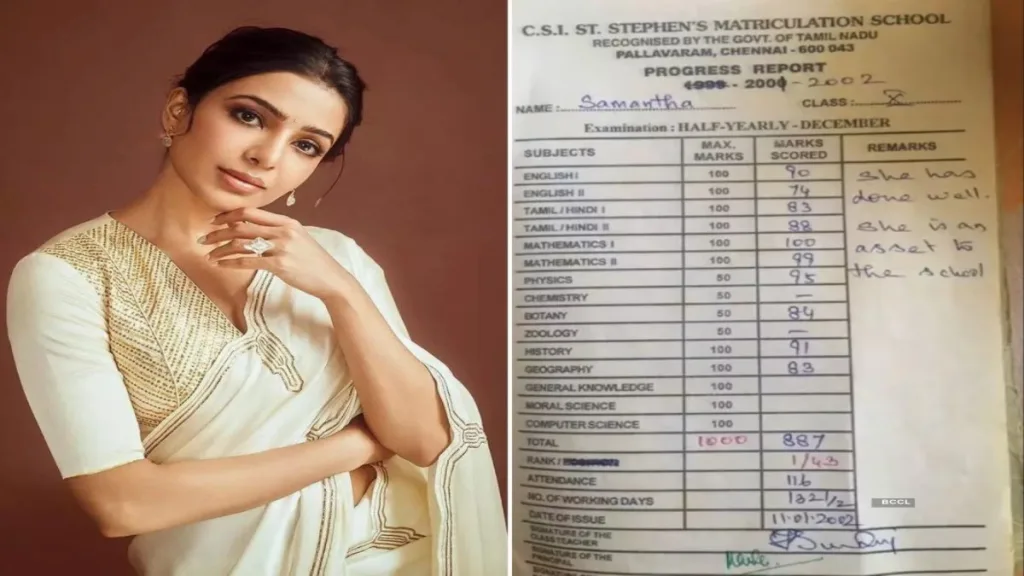 C.S.I. ST. STEPHEN'S MATRICULATION SCHOOL
RECOGNISED BY THE GOVT. OF TAMIL NADU
PALLAVARAM, CHENNAI - 600 043
PROGRESS REPORT
1999 - 2001 - 2002
NAME : Samantha CLASS : X
Examination : HALF-YEARLY - DECEMBER
SUBJECTS MAX. MARKS MARKS SCORED REMARKS
ENGLISH I 100 90 She has
ENGLISH II 100 74 done well.
TAMIL / HINDI I 100 83
TAMIL / HINDI II 100 88 She is an
MATHEMATICS I 100 100 asset to
MATHEMATICS II 100 99 the school
PHYSICS 50 95
CHEMISTRY 50 —
BOTANY 50 84
ZOOLOGY 50 —
HISTORY 100 91
GEOGRAPHY 100 83
GENERAL KNOWLEDGE 100
MORAL SCIENCE 100
COMPUTER SCIENCE 100
TOTAL 1000 887
RANK / 1/43
ATTENDANCE 116
NO. OF WORKING DAYS 132 1/2
BCCL
DATE OF ISSUE 11-01-2002
SIGNATURE OF THE CLASS TEACHER
SIGNATURE OF THE PRINCIPAL
SIGNATURE OF THE